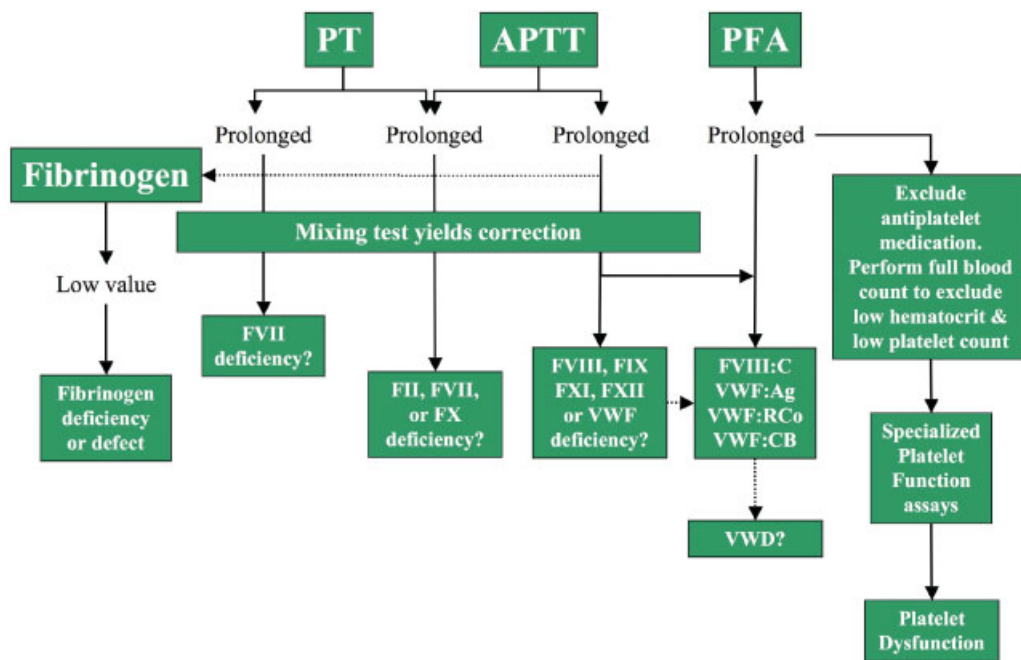 PT
APTT
PFA
Prolonged
Prolonged
Prolonged
Prolonged
Fibrinogen
Mixing test yields correction
Low value
Exclude
antiplatelet
medication.
Perform full blood
count to exclude
low hematocrit &
low platelet count
FVII
deficiency?
Fibrinogen
deficiency
or defect
FII, FVII,
or FX
deficiency?
FVIII, FIX
FXI, FXII
or VWF
deficiency?
FVIII:C
VWF:Ag
VWF:RCo
VWF:CB
Specialized
Platelet
Function
assays
VWD?
Platelet
Dysfunction